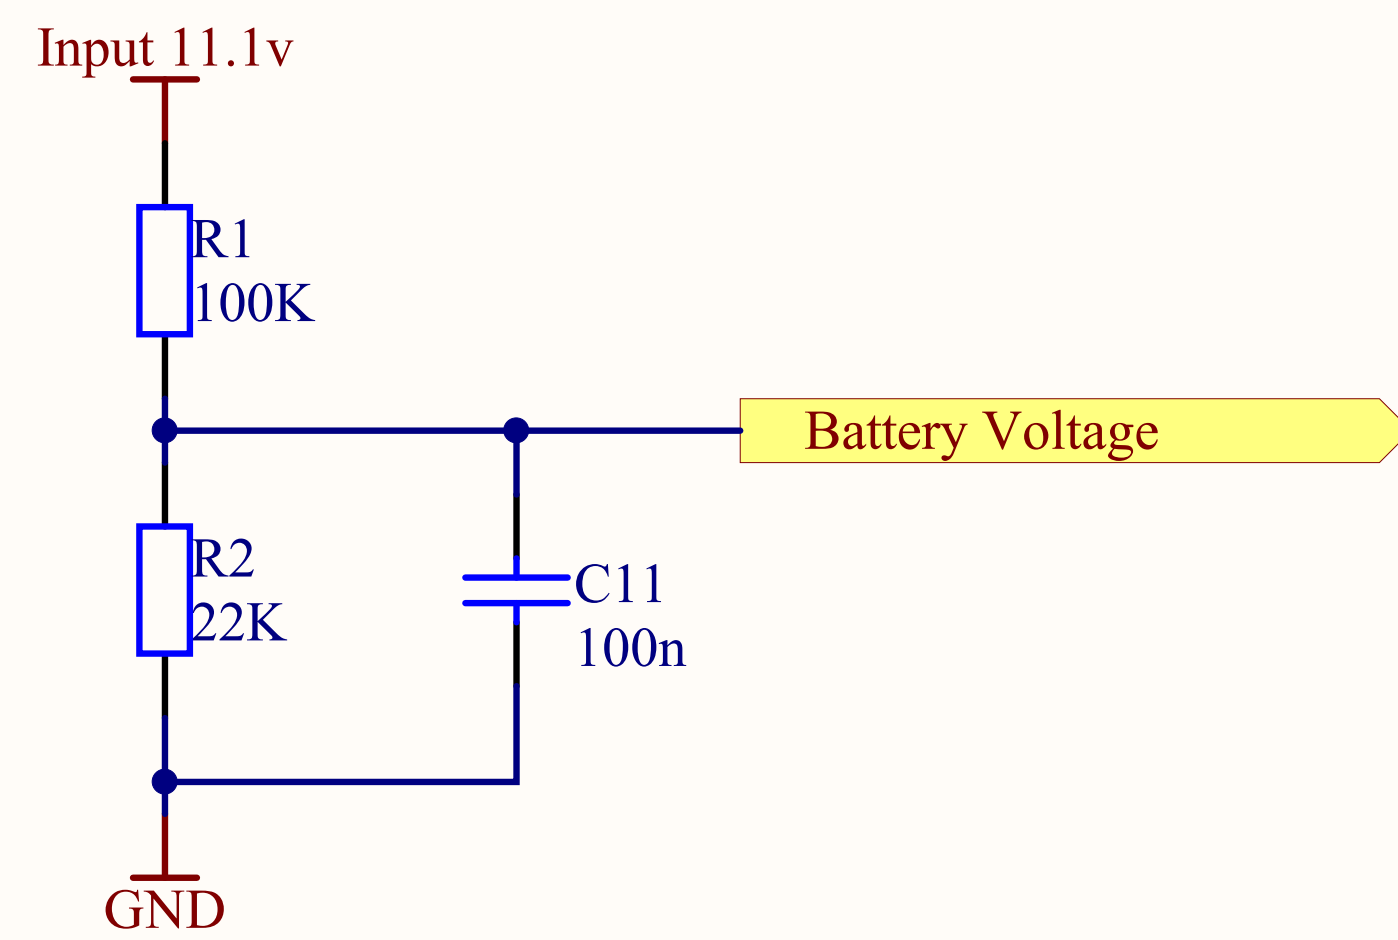 Input 11.1v
R1
100K
Battery Voltage
R2
22K
C11
100n
GND